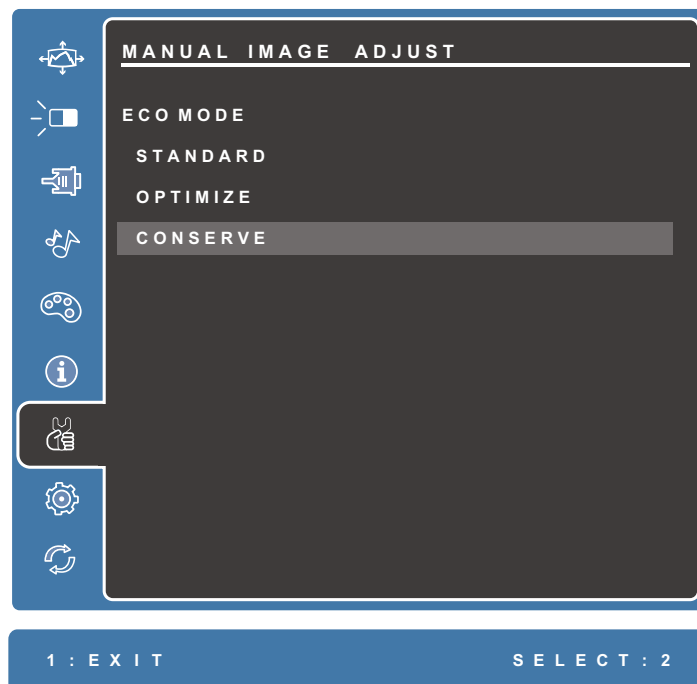 MANUAL IMAGE ADJUST
ECO MODE
STANDARD
OPTIMIZE
CONSERVE
1 : EXIT SELECT : 2